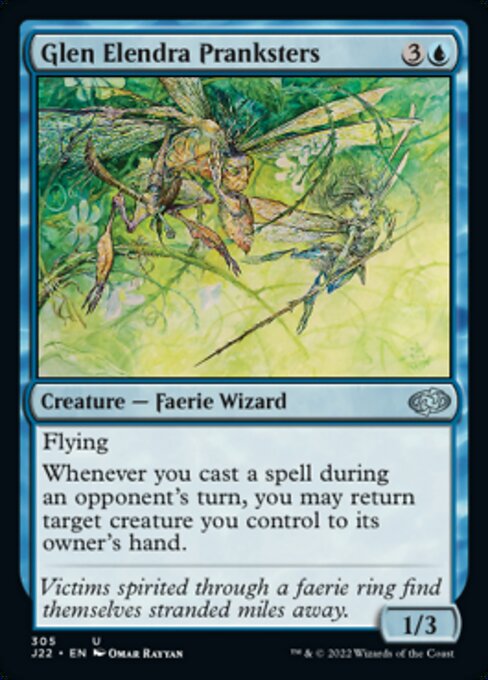 Glen Elendra Pranksters 3
Creature — Faerie Wizard
Flying
Whenever you cast a spell during
an opponent's turn, you may return
target creature you control to its
owner's hand.
Victims spirited through a faerie ring find
themselves stranded miles away.
1/3
305 U
J22 • EN Omar Rayyan
™ & © 2022 Wizards of the Coast